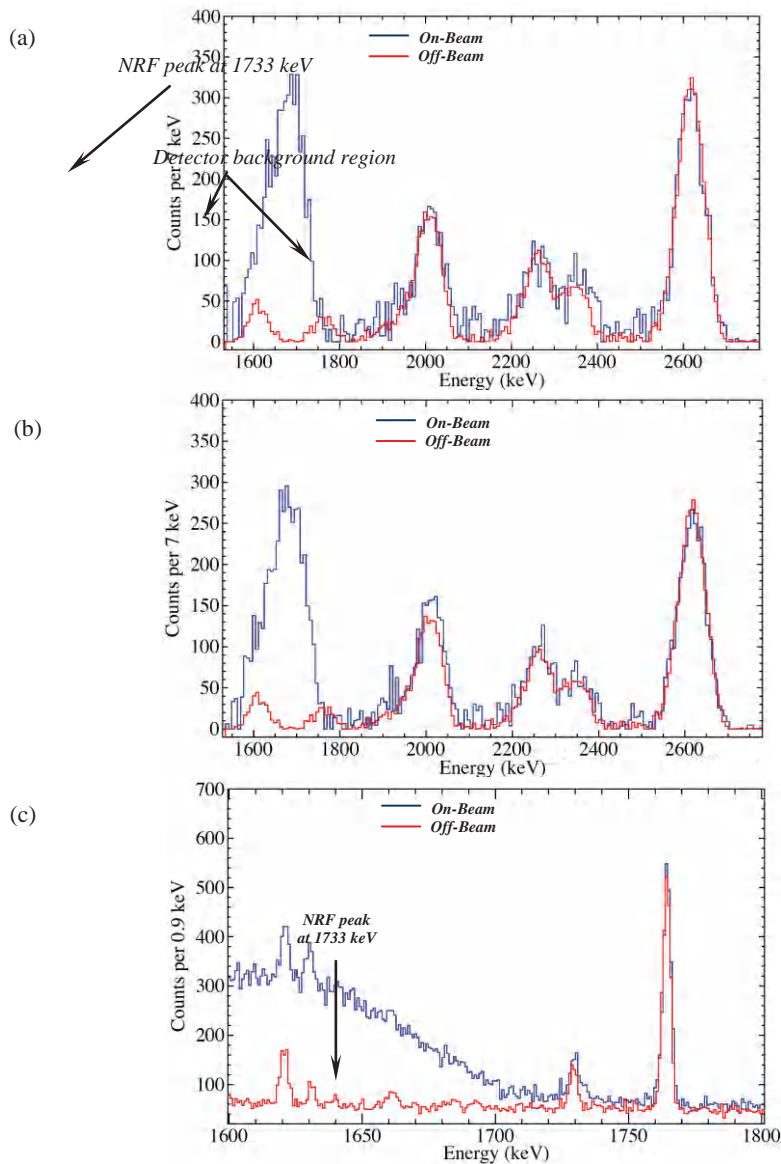 (a)
400
350
300
250
200
150
100
50
0
Counts per 7 keV
On-Beam
Off-Beam
NRF peak at 1733 keV
Detector background region
1600 1800 2000 2200 2400 2600
Energy (keV)
(b)
400
350
300
250
200
150
100
50
0
Counts per 7 keV
On-Beam
Off-Beam
1600 1800 2000 2200 2400 2600
Energy (keV)
(c)
700
600
500
400
300
200
100
Counts per 0.9 keV
On-Beam
Off-Beam
NRF peak
at 1733 keV
1600 1650 1700 1760 1800
Energy (keV)